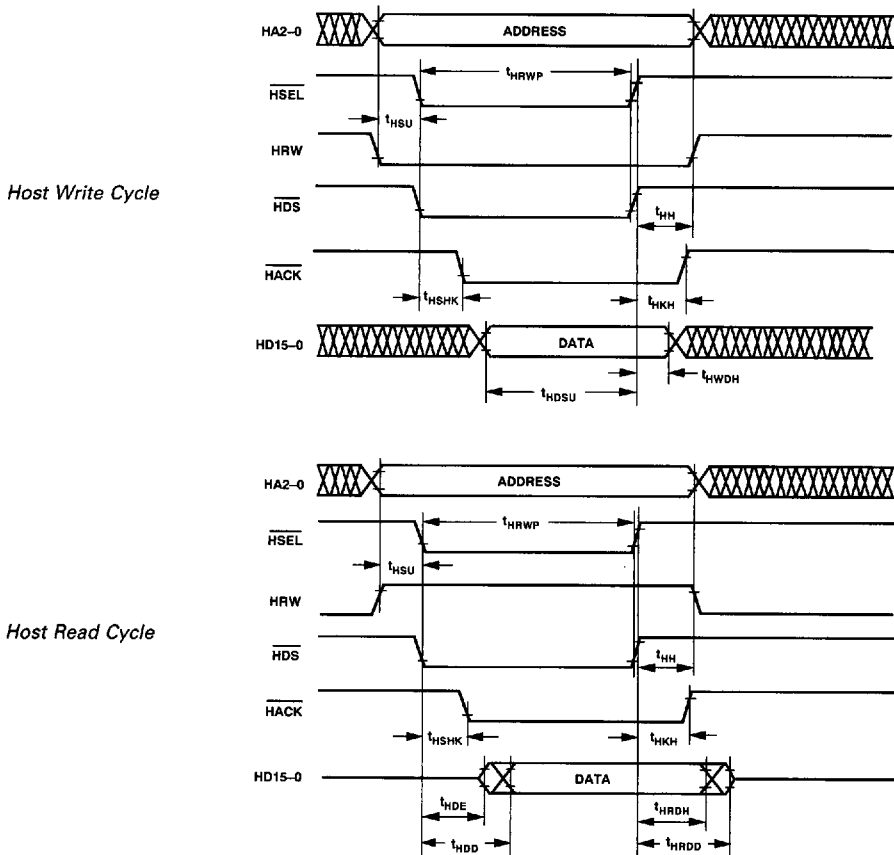 HA2–0
ADDRESS
tHRWP
HSEL
tHSU
HRW
Host Write Cycle
HDS
tHH
HACK
tHSHK
tHKH
HD15–0
DATA
tHWDH
tHDSU
HA2–0
ADDRESS
tHRWP
HSEL
tHSU
HRW
Host Read Cycle
HDS
tHH
HACK
tHSHK
tHKH
HD15–0
DATA
tHDE
tHRDH
tHDD
tHRDD